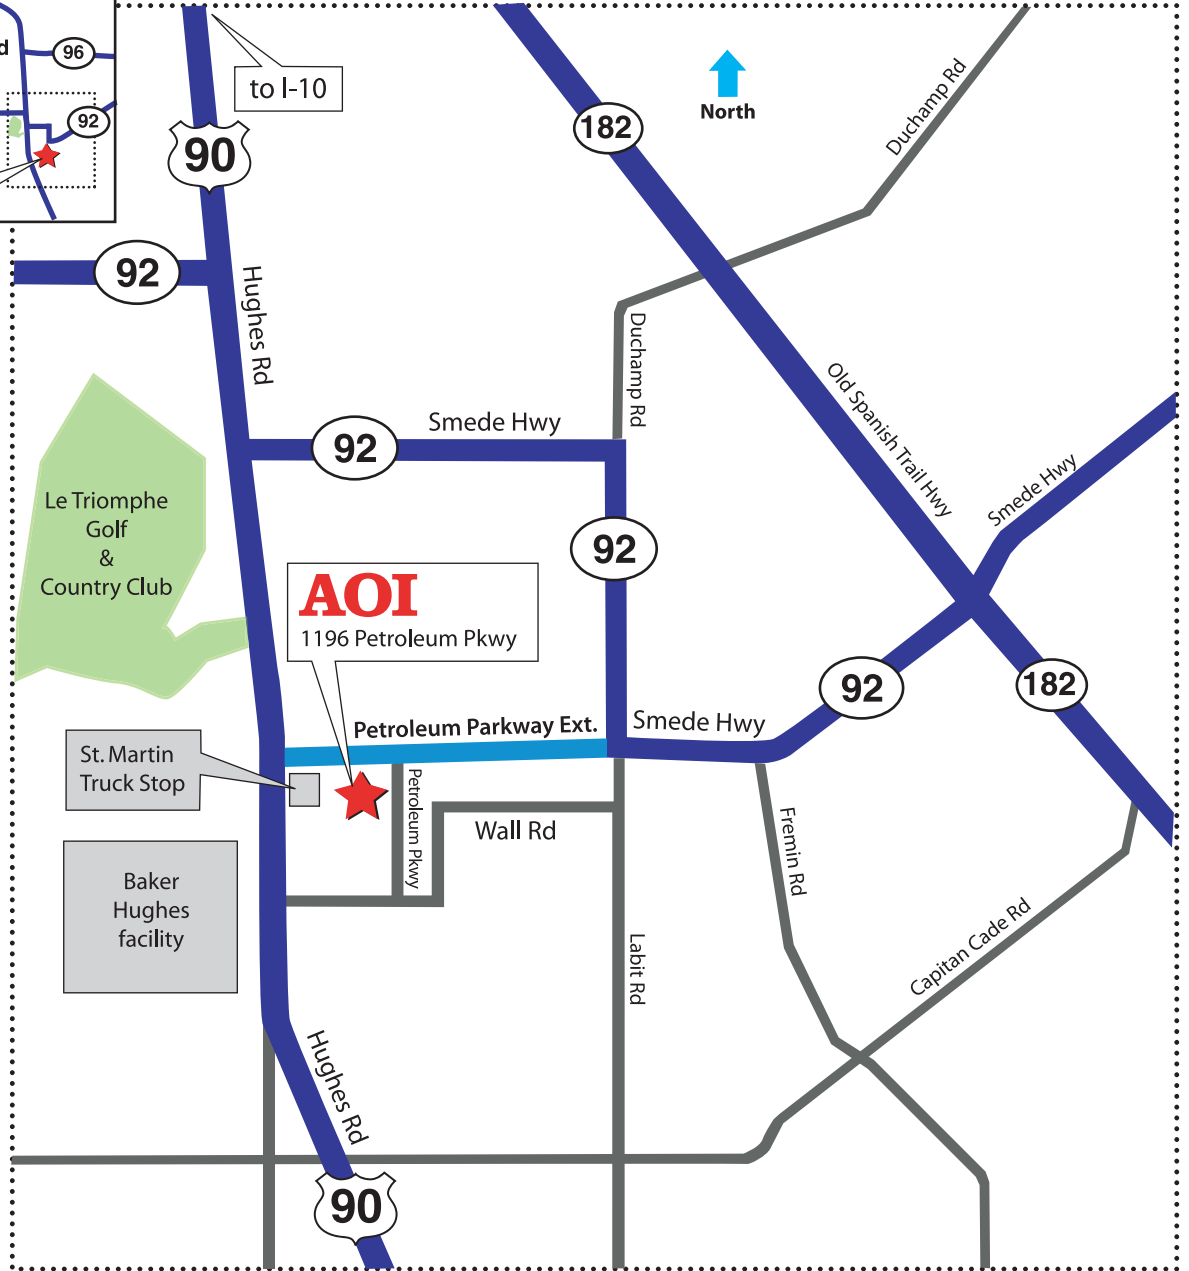 d
96
92
to I-10
90
182
North
Duchamp Rd
92
Hughes Rd
Duchamp Rd
Old Spanish Trail Hwy
Smede Hwy
92
Smede Hwy
Le Triomphe
Golf
&
Country Club
92
AOI
1196 Petroleum Pkwy
92
182
Petroleum Parkway Ext.
Smede Hwy
St. Martin
Truck Stop
Petroleum Pkwy
Wall Rd
Fremin Rd
Baker
Hughes
facility
Labit Rd
Capitan Cade Rd
Hughes Rd
90